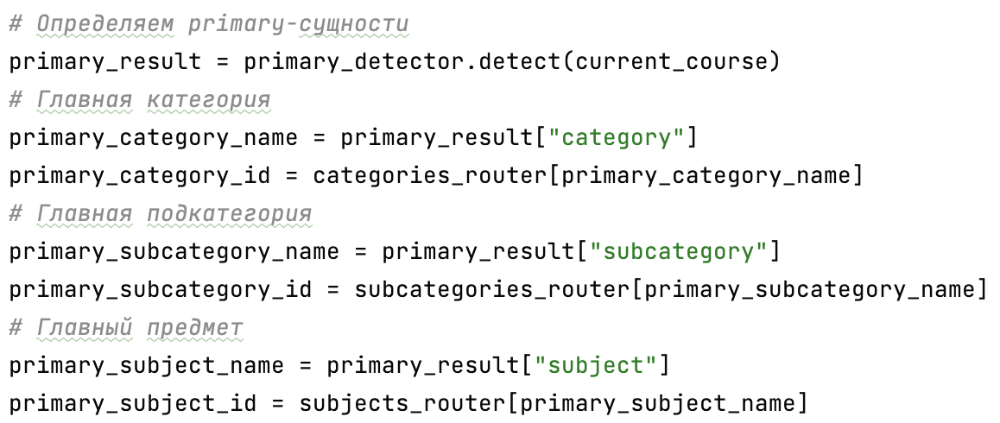 # Определяем primary-сущности
primary_result = primary_detector.detect(current_course)
# Главная категория
primary_category_name = primary_result["category"]
primary_category_id = categories_router[primary_category_name]
# Главная подкатегория
primary_subcategory_name = primary_result["subcategory"]
primary_subcategory_id = subcategories_router[primary_subcategory_name]
# Главный предмет
primary_subject_name = primary_result["subject"]
primary_subject_id = subjects_router[primary_subject_name]